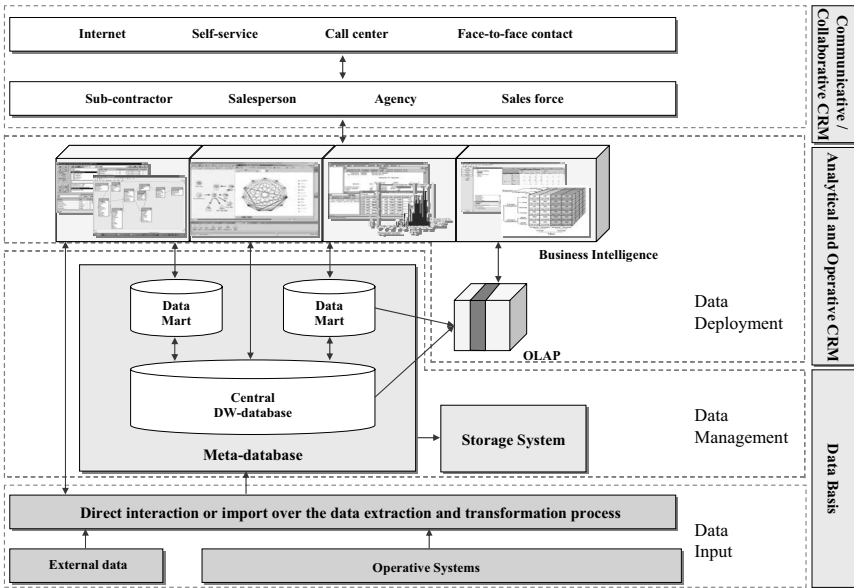 Internet Self-service Call center Face-to-face contact
Sub-contractor Salesperson Agency Sales force
Communicative /
Collaborative CRM
Business Intelligence
Data
Mart
Data
Mart
OLAP
Data
Deployment
Analytical and Operative CRM
Central
DW-database
Meta-database
Storage System
Data
Management
Direct interaction or import over the data extraction and transformation process
External data
Operative Systems
Data
Input
Data Basis